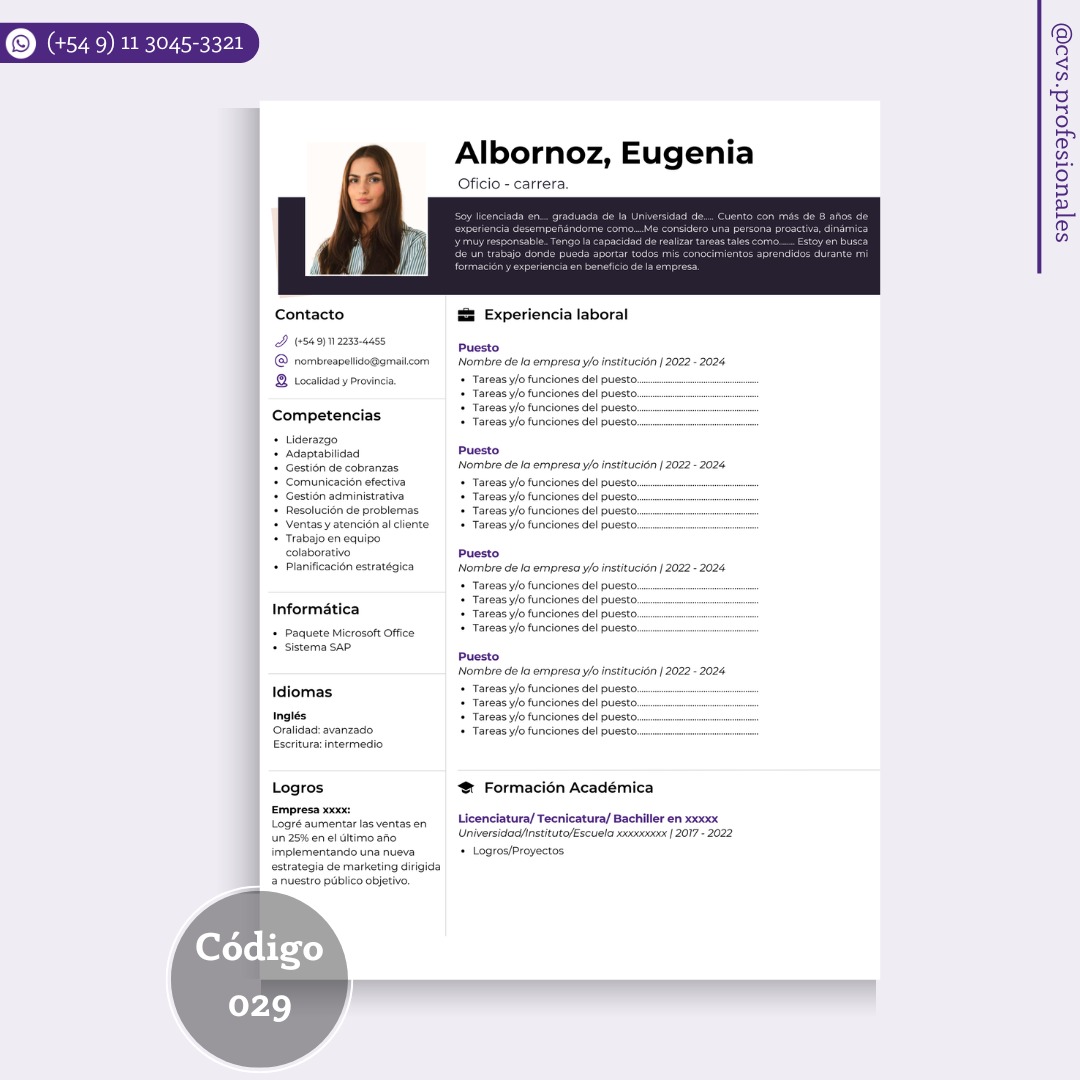 (+54 9) 11 3045-3321
@cvs.profesionales
Albornoz, Eugenia
Oficio - carrera.
Soy licenciada en.... graduada de la Universidad de..... Cuento con más de 8 años de
experiencia desempeñándome como.....Me considero una persona proactiva, dinámica
y muy responsable.. Tengo la capacidad de realizar tareas tales como........ Estoy en busca
de un trabajo donde pueda aportar todos mis conocimientos aprendidos durante mi
formación y experiencia en beneficio de la empresa.
Contacto
(+54 9) 11 2233-4455
nombreapellido@gmail.com
Localidad y Provincia.
Competencias
• Liderazgo
• Adaptabilidad
• Gestión de cobranzas
• Comunicación efectiva
• Gestión administrativa
• Resolución de problemas
• Ventas y atención al cliente
• Trabajo en equipo
colaborativo
• Planificación estratégica
Informática
• Paquete Microsoft Office
• Sistema SAP
Idiomas
Inglés
Oralidad: avanzado
Escritura: intermedio
Logros
Empresa xxxx:
Logré aumentar las ventas en
un 25% en el último año
implementando una nueva
estrategia de marketing dirigida
a nuestro público objetivo.
Experiencia laboral
Puesto
Nombre de la empresa y/o institución | 2022 - 2024
• Tareas y/o funciones del puesto........................................
• Tareas y/o funciones del puesto........................................
• Tareas y/o funciones del puesto........................................
• Tareas y/o funciones del puesto........................................
Puesto
Nombre de la empresa y/o institución | 2022 - 2024
• Tareas y/o funciones del puesto........................................
• Tareas y/o funciones del puesto........................................
• Tareas y/o funciones del puesto........................................
• Tareas y/o funciones del puesto........................................
Puesto
Nombre de la empresa y/o institución | 2022 - 2024
• Tareas y/o funciones del puesto........................................
• Tareas y/o funciones del puesto........................................
• Tareas y/o funciones del puesto........................................
• Tareas y/o funciones del puesto........................................
Puesto
Nombre de la empresa y/o institución | 2022 - 2024
• Tareas y/o funciones del puesto........................................
• Tareas y/o funciones del puesto........................................
• Tareas y/o funciones del puesto........................................
• Tareas y/o funciones del puesto........................................
Formación Académica
Licenciatura/ Tecnicatura/ Bachiller en xxxxx
Universidad/Instituto/Escuela xxxxxxxxx | 2017 - 2022
• Logros/Proyectos
Código
029